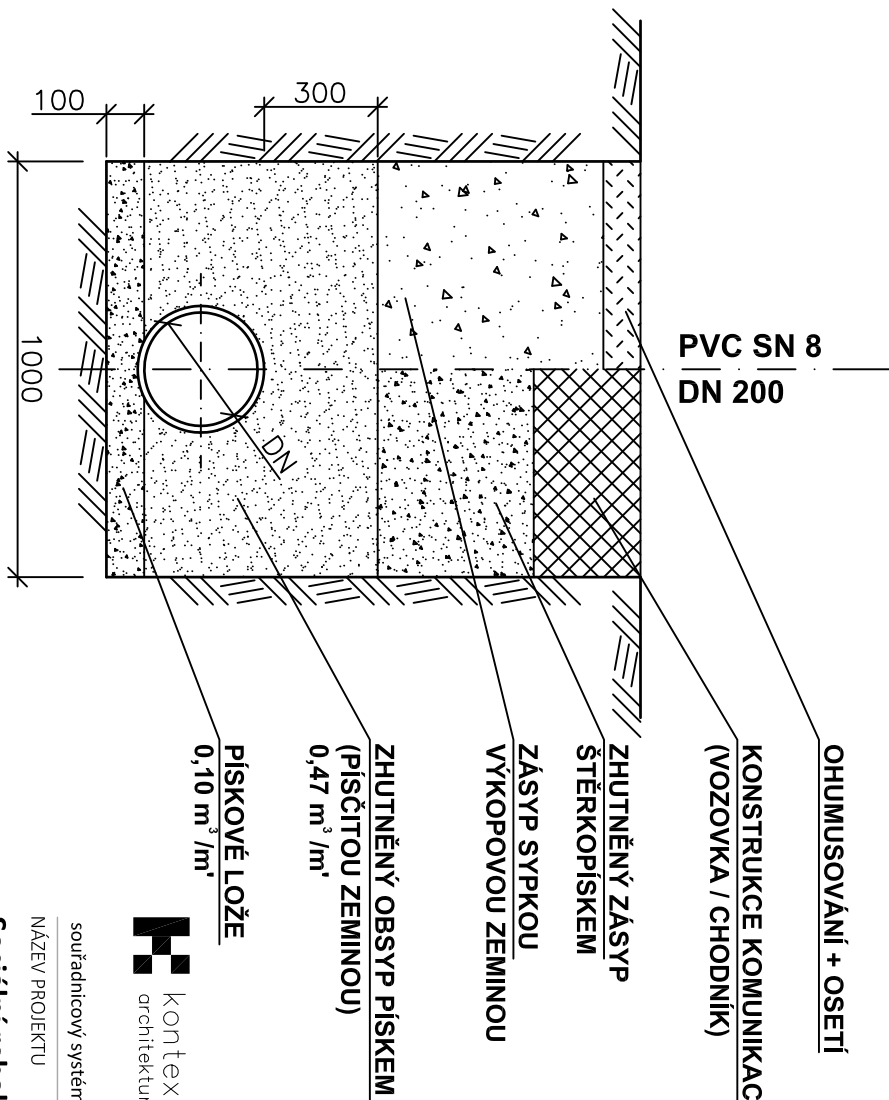 PVC SN 8
DN 200
OHUMUSOVÁNÍ + OSETÍ
KONSTRUKCE KOMUNIKAC
(VOZOVKA / CHODNÍK)
ZHUTNĚNÝ ZÁSYP
ŠTĚRKOPÍSKEM
ZÁSYP SYPKOU
VÝKOPOVOU ZEMINOU
ZHUTNĚNÝ OBSYP PÍSKEM
(PÍSČITOU ZEMINOU)
0,47 m³/m'
PÍSKOVÉ LOŽE
0,10 m³/m'
300
100
1000
DN
kontex
architektur
souřadnicový systém
NÁZEV PROJEKTU